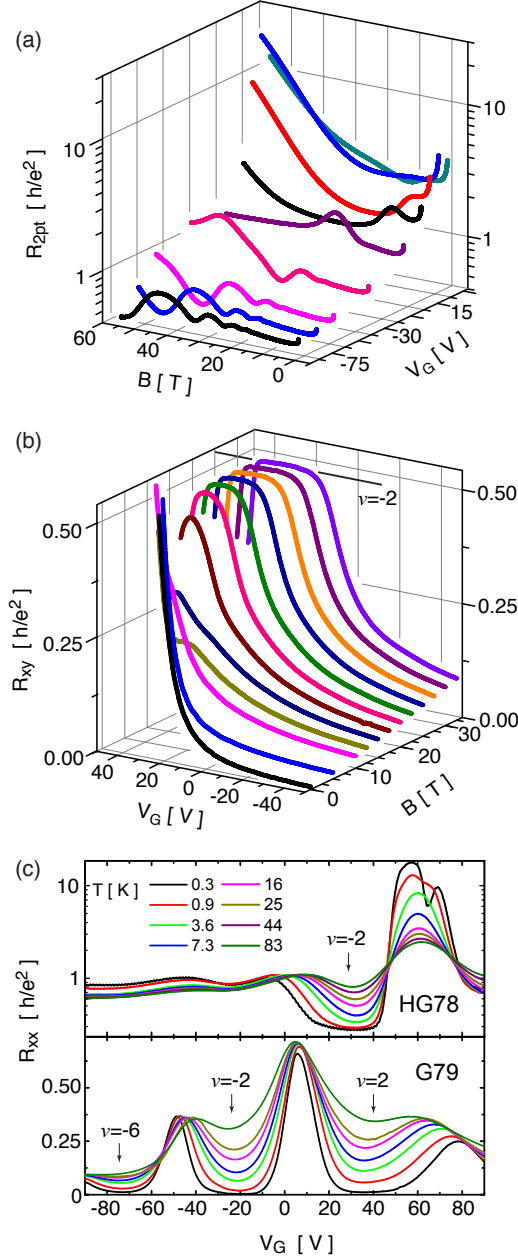 (a)
R2pt [ h/e² ]
10
1
10
1
60
40
20
0
B [ T ]
-75
-30
-15
VG [ V ]
(b)
0.50
0.25
0.00
Rxy [ h/e² ]
ν=-2
0.50
0.25
0.00
40
20
0
-20
-40
VG [ V ]
0
10
20
30
B [ T ]
(c)
T [ K ]
0.3
16
0.9
25
3.6
44
7.3
83
ν=-2
10
1
HG78
Rxx [ h/e² ]
G79
ν=-6
ν=-2
ν=2
0.50
0.25
0
-80 -60 -40 -20 0 20 40 60 80
VG [ V ]